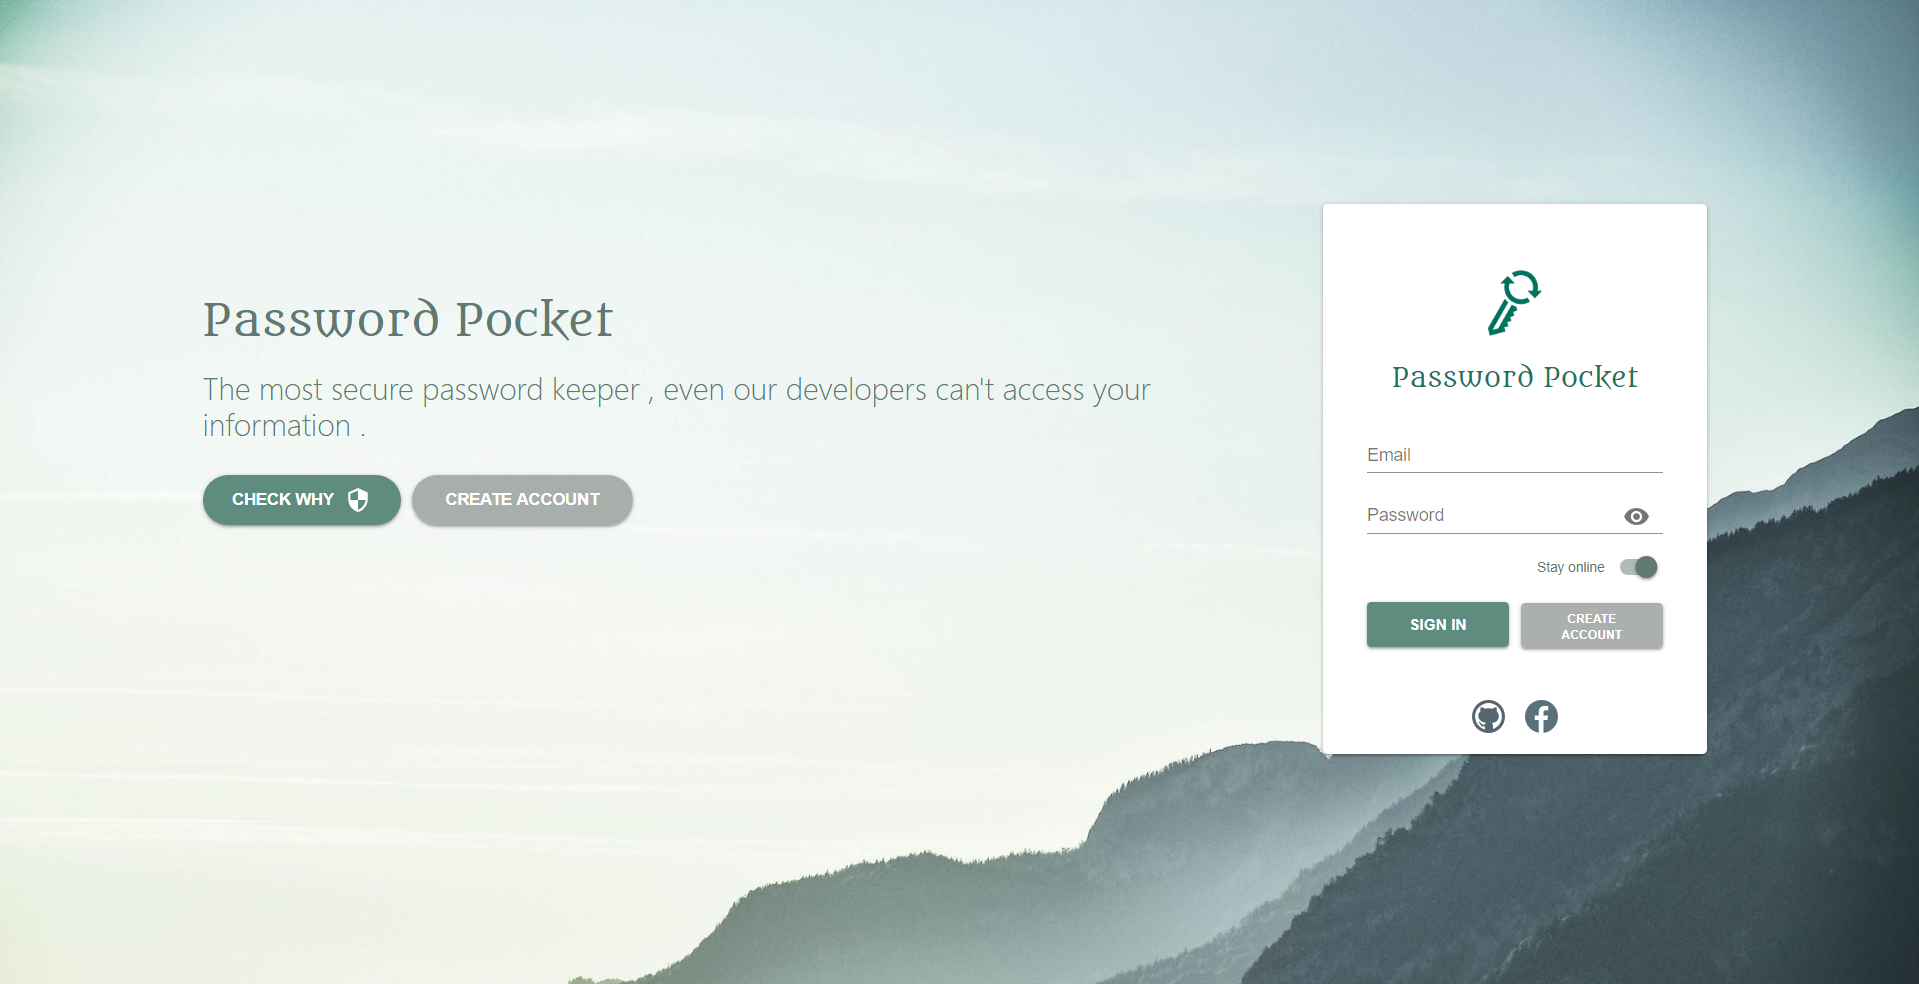 Password Pocket
The most secure password keeper , even our developers can't access your
information .
CHECK WHY
CREATE ACCOUNT
Password Pocket
Email
Password
Stay online
SIGN IN
CREATE
ACCOUNT